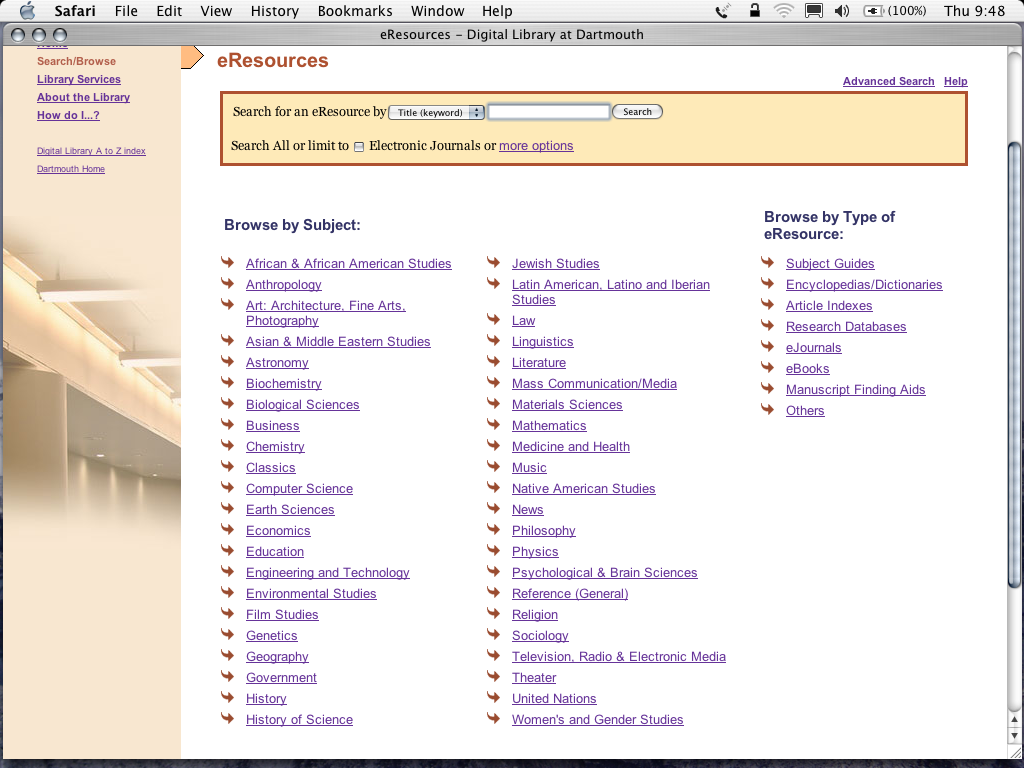 Safari File Edit View History Bookmarks Window Help (100%) Thu 9:48
eResources – Digital Library at Dartmouth
Home
Search/Browse
Library Services
About the Library
How do I...?
Digital Library A to Z index
Dartmouth Home
eResources
Advanced Search Help
Search for an eResource by Title (keyword) Search
Search All or limit to Electronic Journals or more options
Browse by Subject:
African & African American Studies
Anthropology
Art: Architecture, Fine Arts,
Photography
Asian & Middle Eastern Studies
Astronomy
Biochemistry
Biological Sciences
Business
Chemistry
Classics
Computer Science
Earth Sciences
Economics
Education
Engineering and Technology
Environmental Studies
Film Studies
Genetics
Geography
Government
History
History of Science
Jewish Studies
Latin American, Latino and Iberian
Studies
Law
Linguistics
Literature
Mass Communication/Media
Materials Sciences
Mathematics
Medicine and Health
Music
Native American Studies
News
Philosophy
Physics
Psychological & Brain Sciences
Reference (General)
Religion
Sociology
Television, Radio & Electronic Media
Theater
United Nations
Women's and Gender Studies
Browse by Type of
eResource:
Subject Guides
Encyclopedias/Dictionaries
Article Indexes
Research Databases
eJournals
eBooks
Manuscript Finding Aids
Others